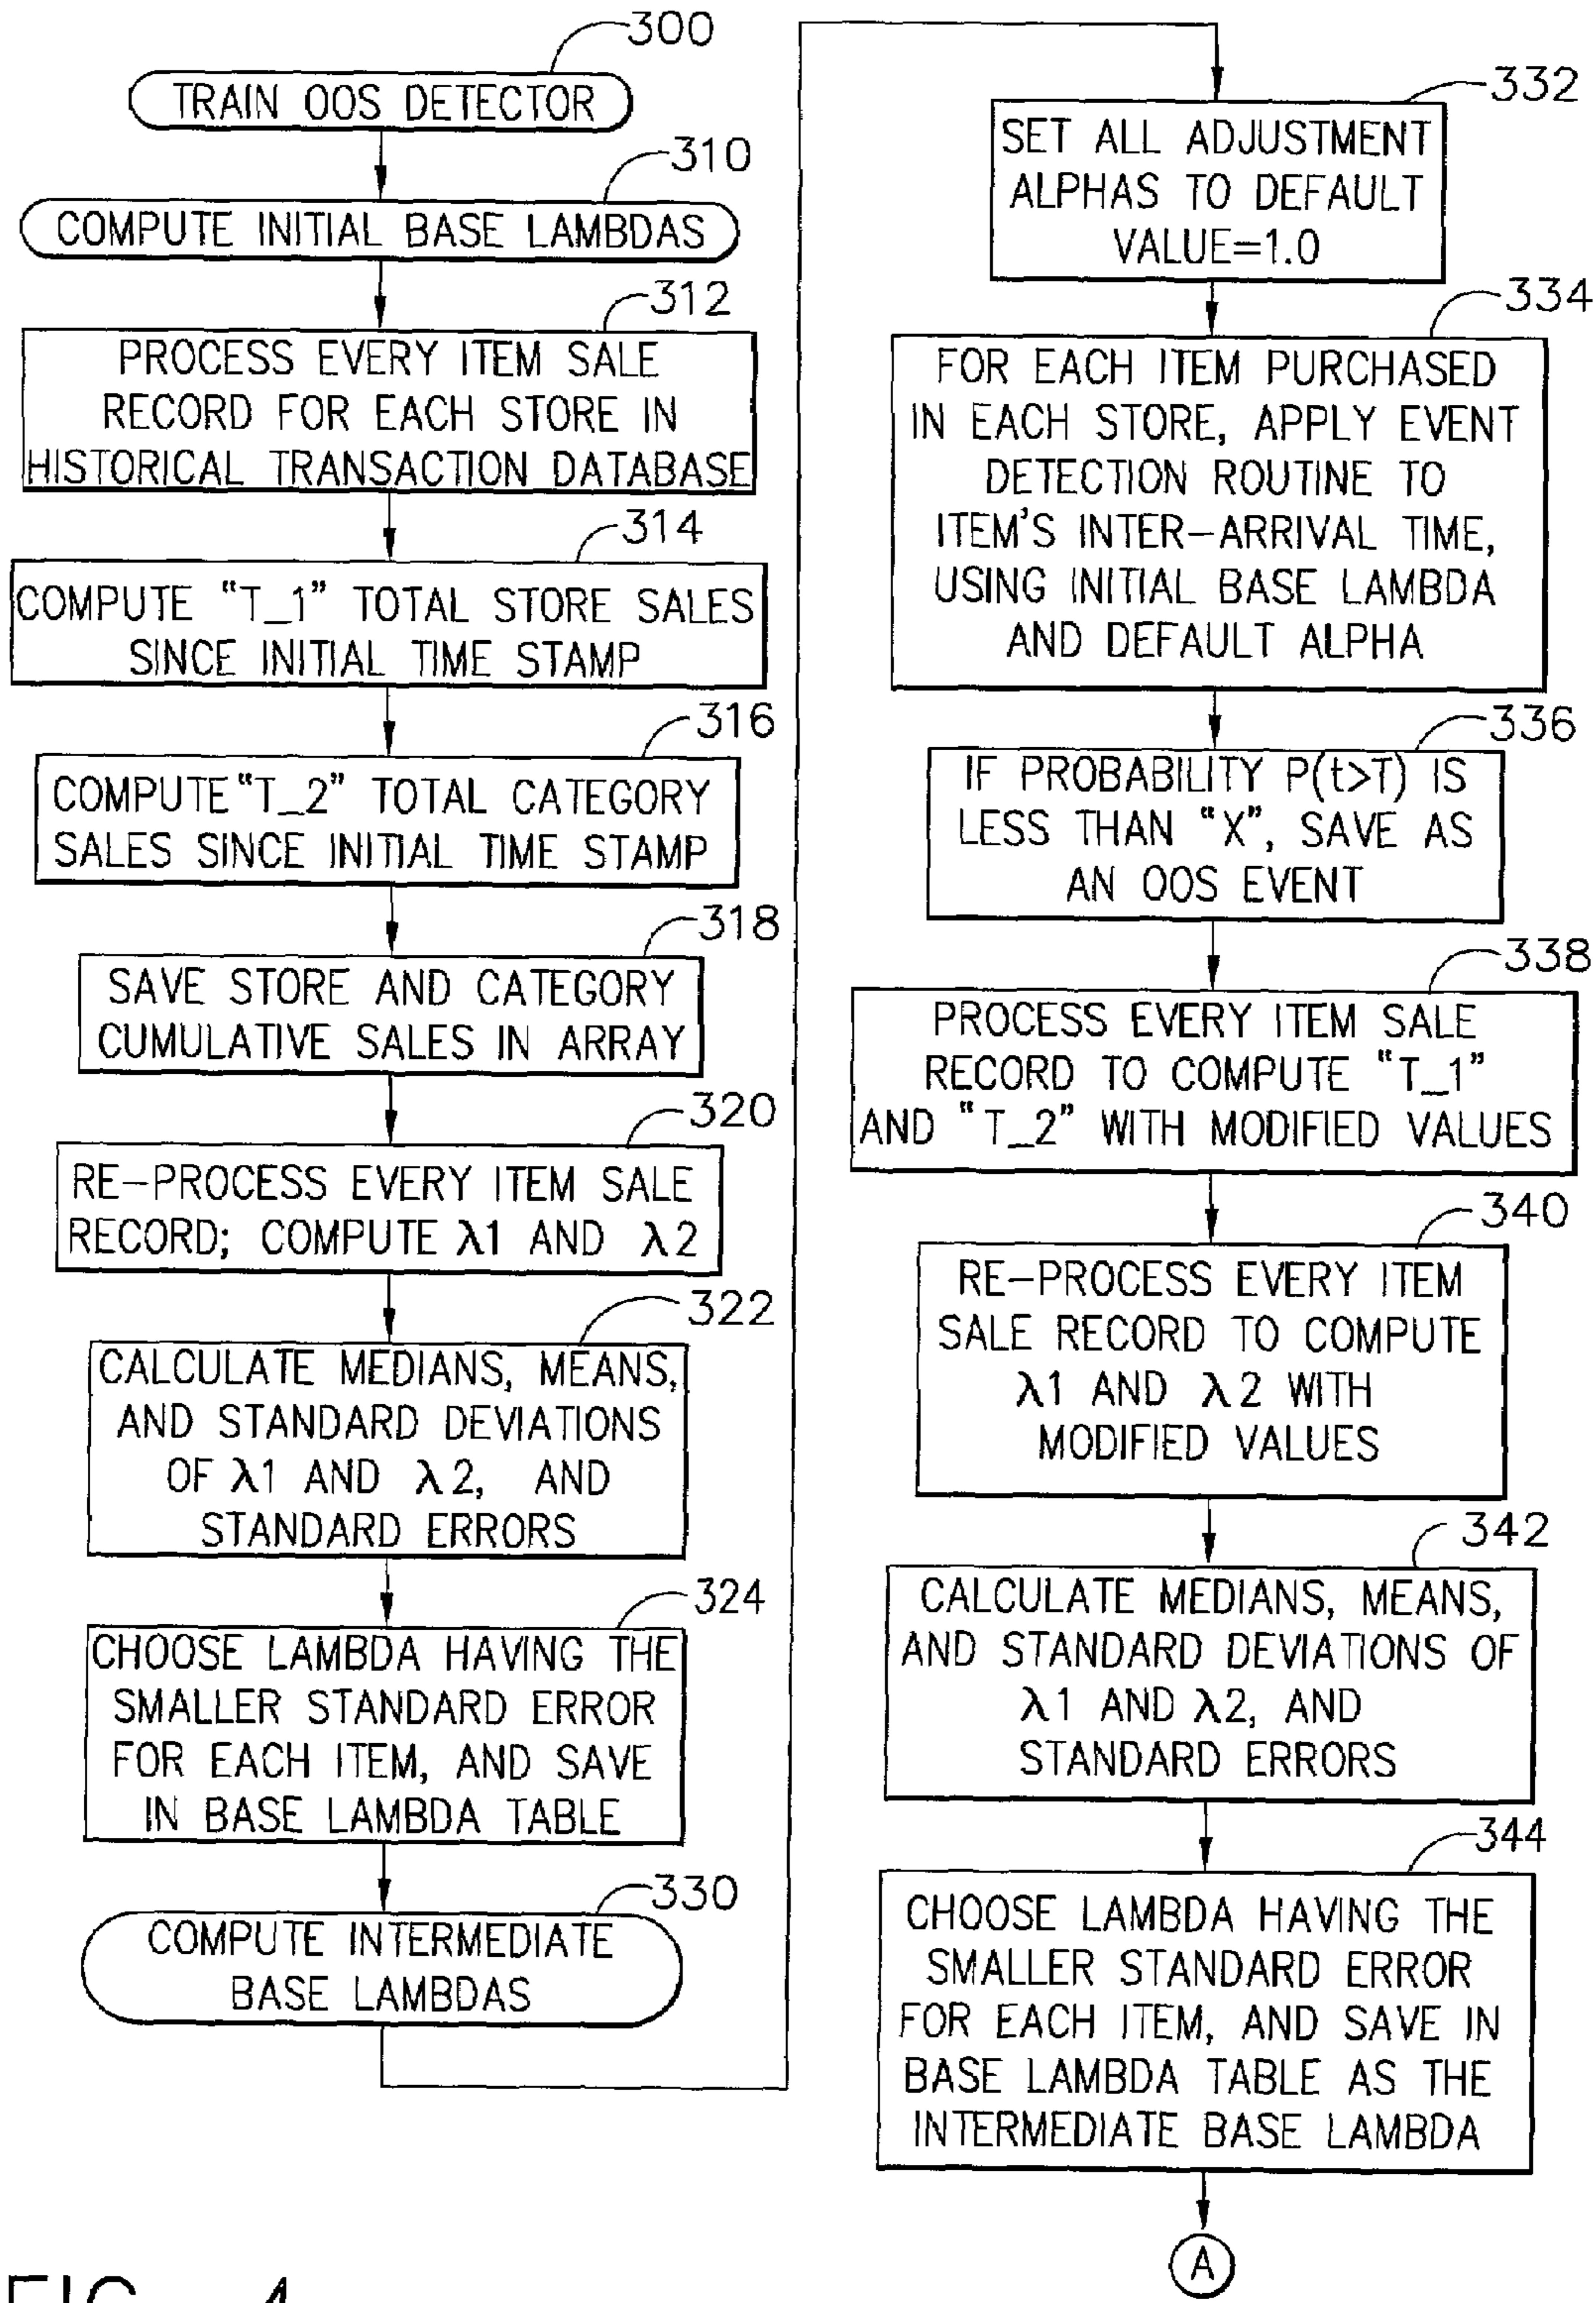 300
TRAIN OOS DETECTOR
310
COMPUTE INITIAL BASE LAMBDAS
312
PROCESS EVERY ITEM SALE
RECORD FOR EACH STORE IN
HISTORICAL TRANSACTION DATABASE
314
COMPUTE "T_1" TOTAL STORE SALES
SINCE INITIAL TIME STAMP
316
COMPUTE "T_2" TOTAL CATEGORY
SALES SINCE INITIAL TIME STAMP
318
SAVE STORE AND CATEGORY
CUMULATIVE SALES IN ARRAY
320
RE-PROCESS EVERY ITEM SALE
RECORD; COMPUTE λ1 AND λ2
322
CALCULATE MEDIANS, MEANS,
AND STANDARD DEVIATIONS
OF λ1 AND λ2, AND
STANDARD ERRORS
324
CHOOSE LAMBDA HAVING THE
SMALLER STANDARD ERROR
FOR EACH ITEM, AND SAVE
IN BASE LAMBDA TABLE
330
COMPUTE INTERMEDIATE
BASE LAMBDAS
332
SET ALL ADJUSTMENT
ALPHAS TO DEFAULT
VALUE=1.0
334
FOR EACH ITEM PURCHASED
IN EACH STORE, APPLY EVENT
DETECTION ROUTINE TO
ITEM'S INTER-ARRIVAL TIME,
USING INITIAL BASE LAMBDA
AND DEFAULT ALPHA
336
IF PROBABILITY P(t>T) IS
LESS THAN "X", SAVE AS
AN OOS EVENT
338
PROCESS EVERY ITEM SALE
RECORD TO COMPUTE "T_1"
AND "T_2" WITH MODIFIED VALUES
340
RE-PROCESS EVERY ITEM
SALE RECORD TO COMPUTE
λ1 AND λ2 WITH
MODIFIED VALUES
342
CALCULATE MEDIANS, MEANS,
AND STANDARD DEVIATIONS OF
λ1 AND λ2, AND
STANDARD ERRORS
344
CHOOSE LAMBDA HAVING THE
SMALLER STANDARD ERROR
FOR EACH ITEM, AND SAVE IN
BASE LAMBDA TABLE AS THE
INTERMEDIATE BASE LAMBDA
A
FIG. 4